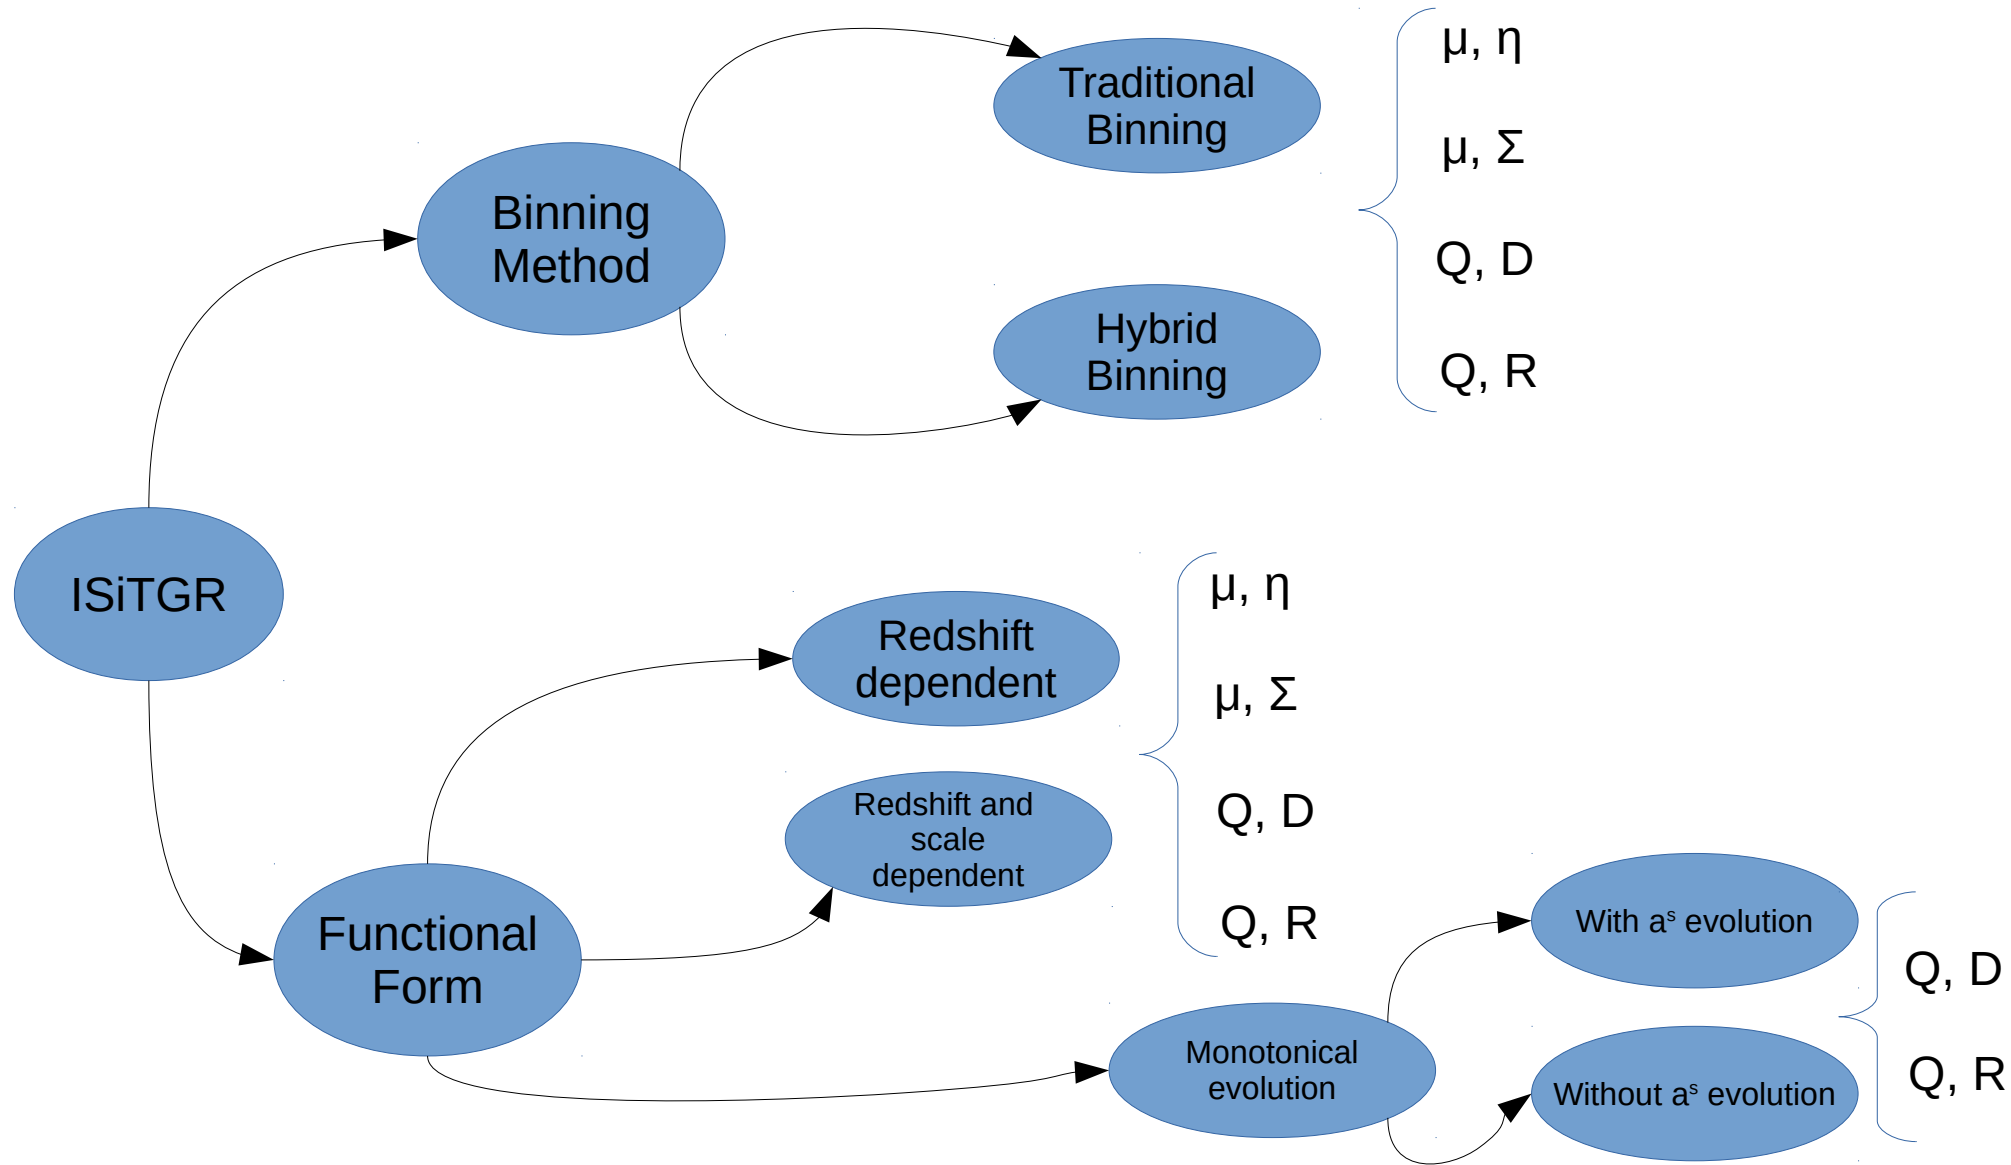 Traditional
Binning
Hybrid
Binning
μ, η
μ, Σ
Q, D
Q, R
Binning
Method
ISiTGR
Functional
Form
Redshift
dependent
Redshift and
scale
dependent
μ, η
μ, Σ
Q, D
Q, R
Monotonical
evolution
With aˢ evolution
Without aˢ evolution
Q, D
Q, R